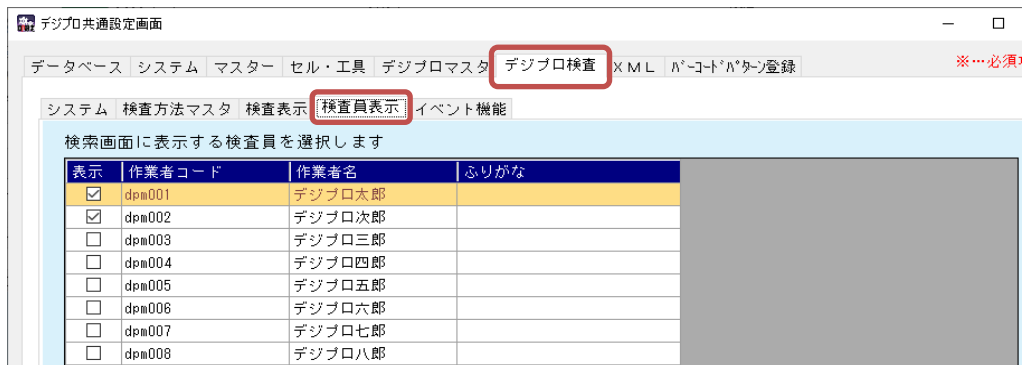 デジプロ共通設定画面
データベース システム マスター セル・工具 デジプロマスタ デジプロ検査 XML バーコードパターン登録 ※…必須
システム 検査方法マスタ 検査表示 検査員表示 イベント機能
検索画面に表示する検査員を選択します
表示 作業者コード 作業者名 ふりがな
dpm001 デジプロ太郎
dpm002 デジプロ次郎
dpm003 デジプロ三郎
dpm004 デジプロ四郎
dpm005 デジプロ五郎
dpm006 デジプロ六郎
dpm007 デジプロ七郎
dpm008 デジプロ八郎